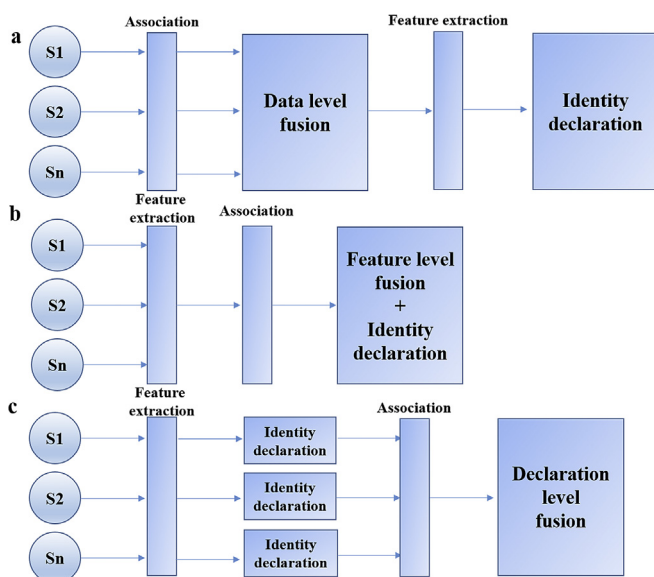 a
Association
Feature extraction
S1
S2
Sn
Data level
fusion
Identity
declaration
b
Feature
extraction
Association
S1
S2
Sn
Feature level
fusion
+
Identity
declaration
c
Feature
extraction
Association
S1
S2
Sn
Identity
declaration
Identity
declaration
Identity
declaration
Declaration
level
fusion